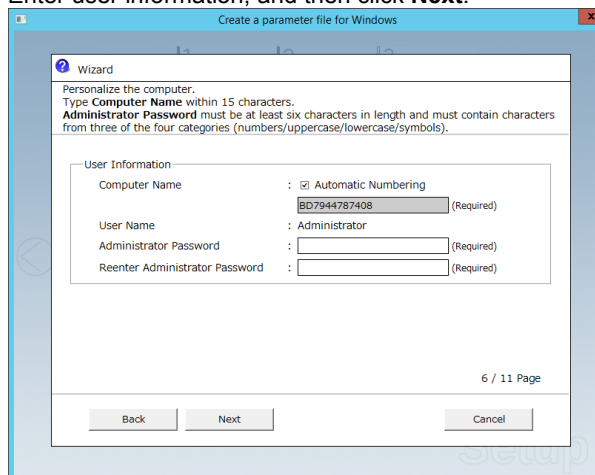 Enter user information, and then click Next.
Create a parameter file for Windows
x
1 2 3
? Wizard
Personalize the computer.
Type Computer Name within 15 characters.
Administrator Password must be at least six characters in length and must contain characters
from three of the four categories (numbers/uppercase/lowercase/symbols).
User Information
Computer Name : Automatic Numbering
BD7944787408 (Required)
User Name : Administrator
Administrator Password : (Required)
Reenter Administrator Password : (Required)
6 / 11 Page
Back Next Cancel
Setup